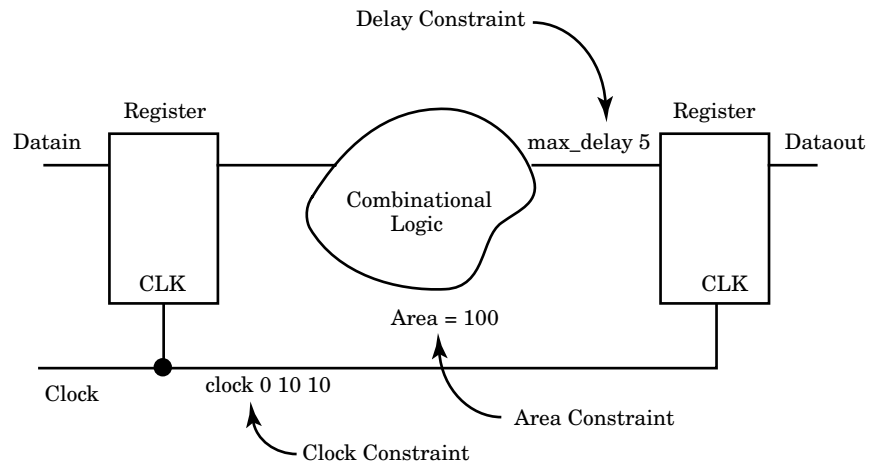 Delay Constraint
Register
Register
Datain
max_delay 5
Dataout
Combinational
Logic
CLK
CLK
Area = 100
Clock
clock 0 10 10
Area Constraint
Clock Constraint